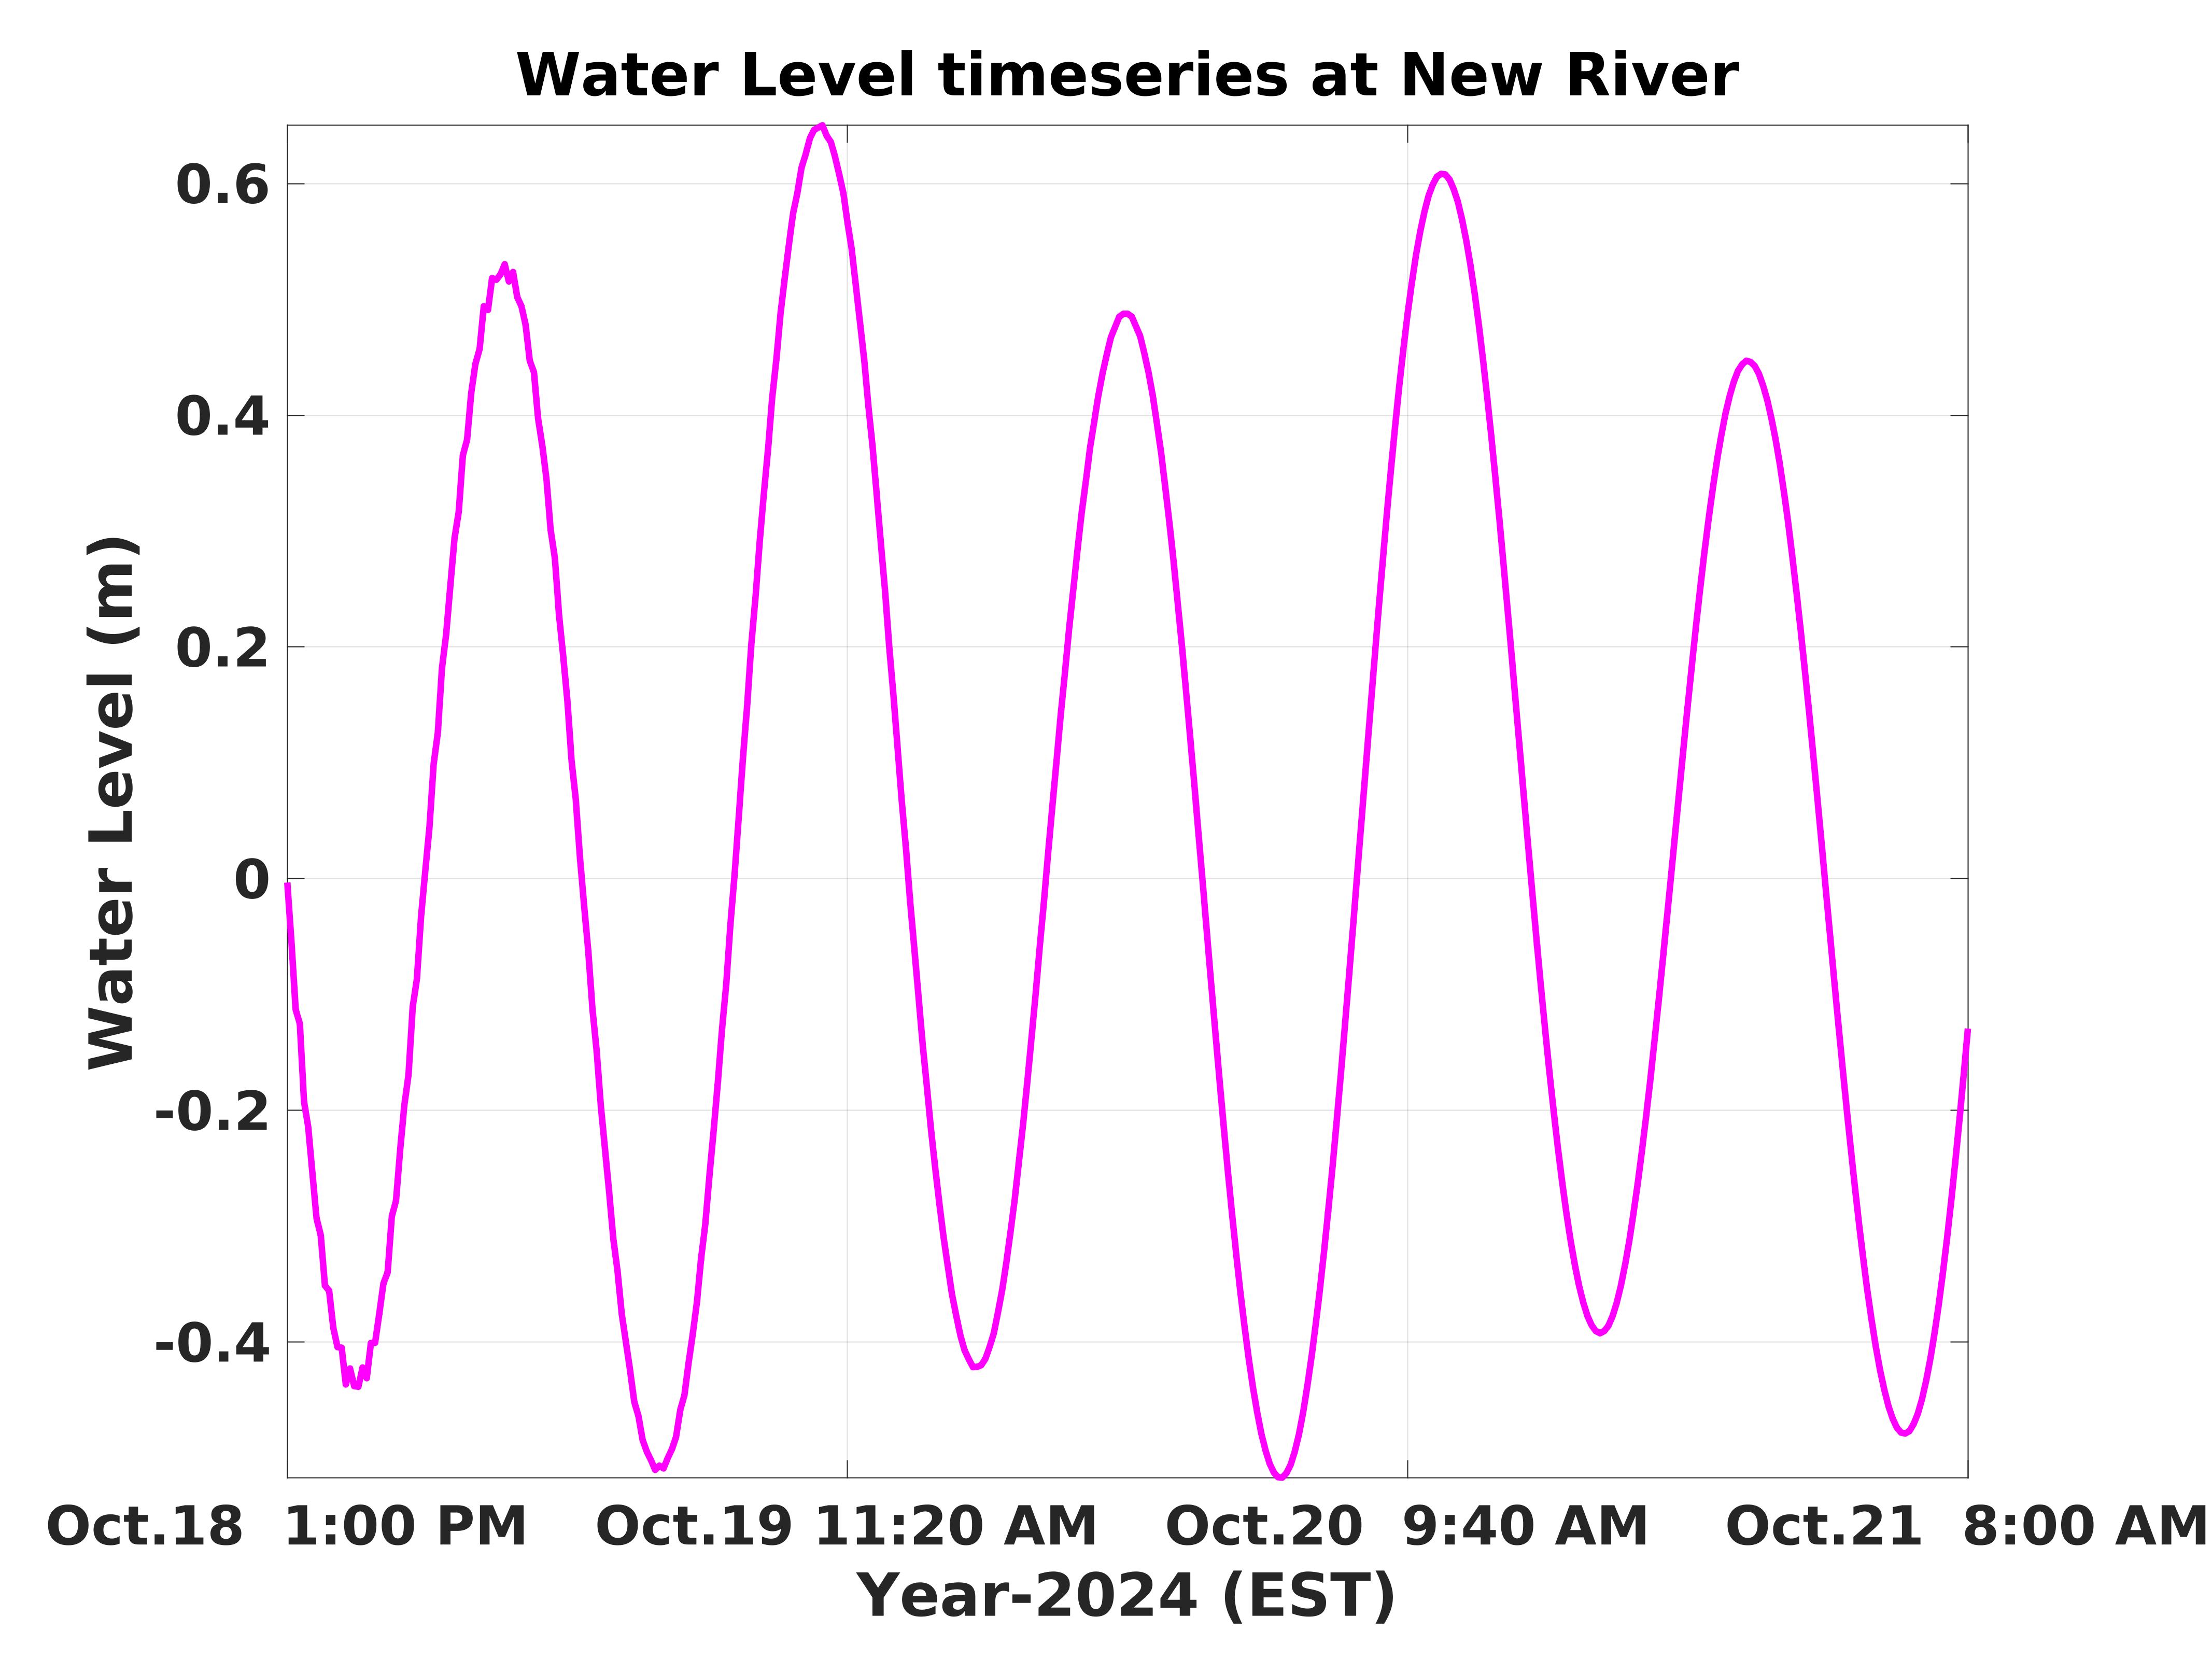 Water Level timeseries at New River
0.6
0.4
0.2
0
-0.2
-0.4
Water Level (m)
Oct.18 1:00 PM Oct.19 11:20 AM Oct.20 9:40 AM Oct.21 8:00 AM
Year-2024 (EST)